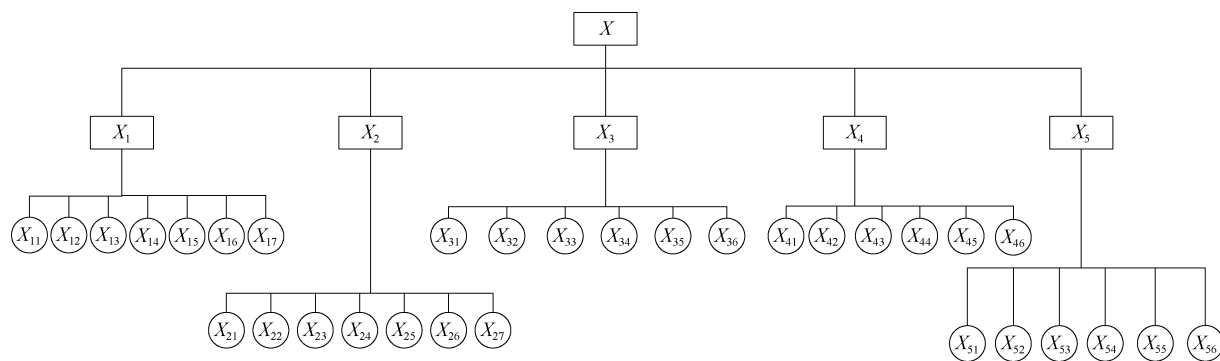 X
X₁ X₂ X₃ X₄ X₅
X₁₁ X₁₂ X₁₃ X₁₄ X₁₅ X₁₆ X₁₇ X₃₁ X₃₂ X₃₃ X₃₄ X₃₅ X₃₆ X₄₁ X₄₂ X₄₃ X₄₄ X₄₅ X₄₆
X₂₁ X₂₂ X₂₃ X₂₄ X₂₅ X₂₆ X₂₇ X₅₁ X₅₂ X₅₃ X₅₄ X₅₅ X₅₆